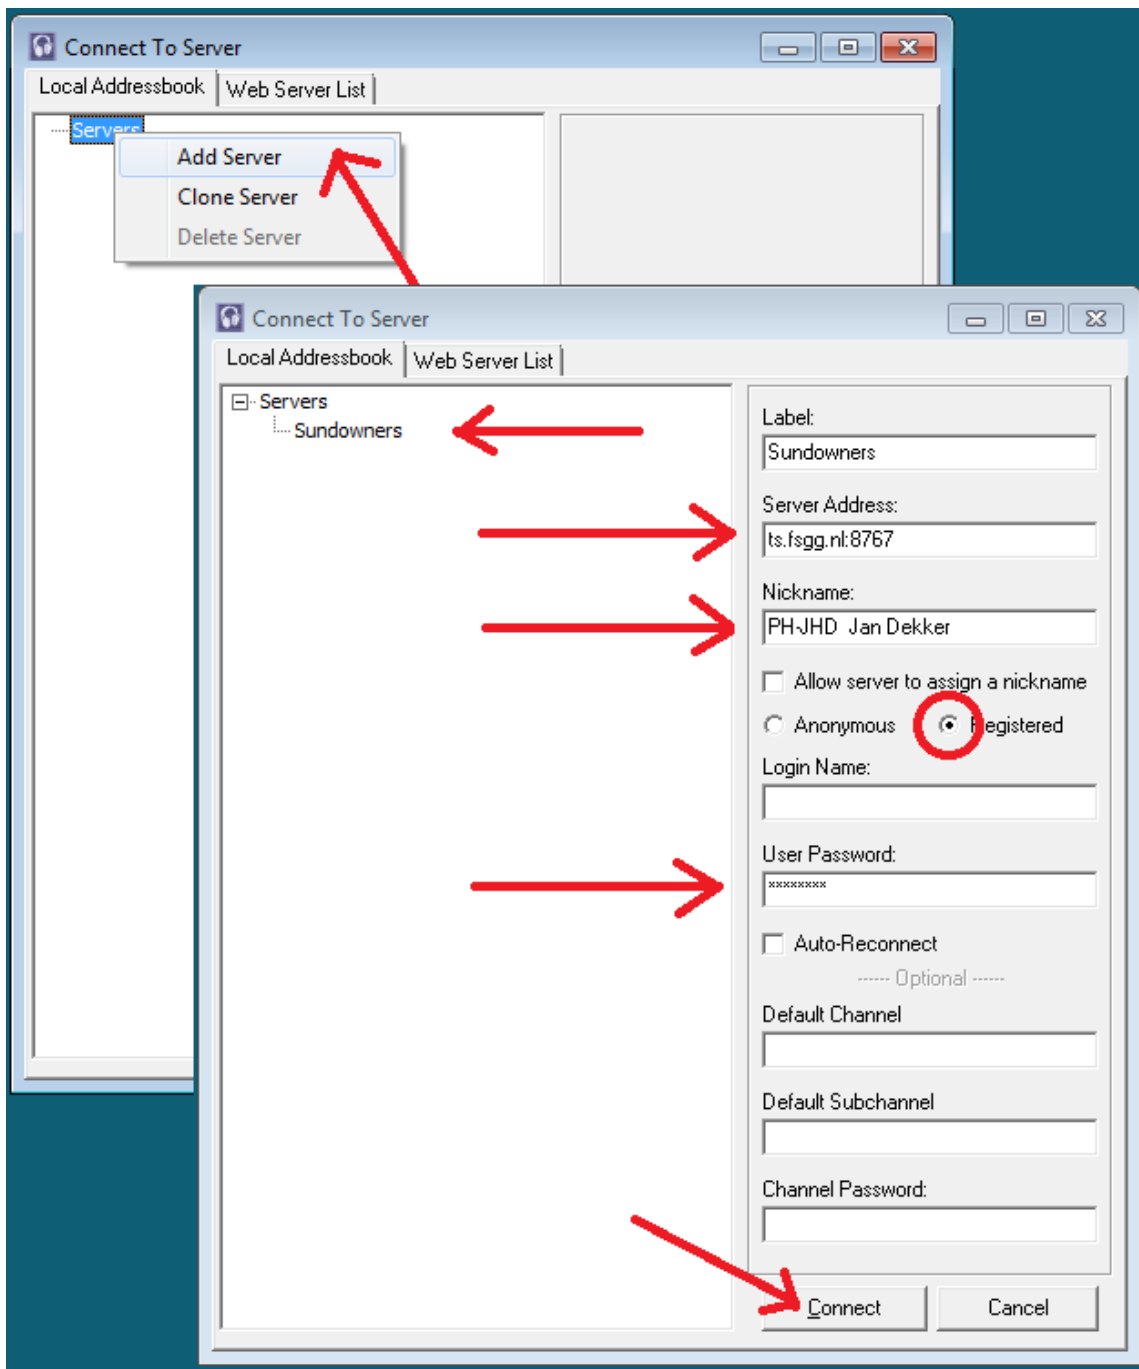 Connect To Server
Local Addressbook Web Server List
Servers
Add Server
Clone Server
Delete Server
Connect To Server
Local Addressbook Web Server List
Servers
Sundowners
Label:
Sundowners
Server Address:
ts.fsgg.nl:8767
Nickname:
PH-JHD Jan Dekker
Allow server to assign a nickname
Anonymous Registered
Login Name:
User Password:
xxxxxxxx
Auto-Reconnect
------ Optional ------
Default Channel
Default Subchannel
Channel Password:
Connect Cancel